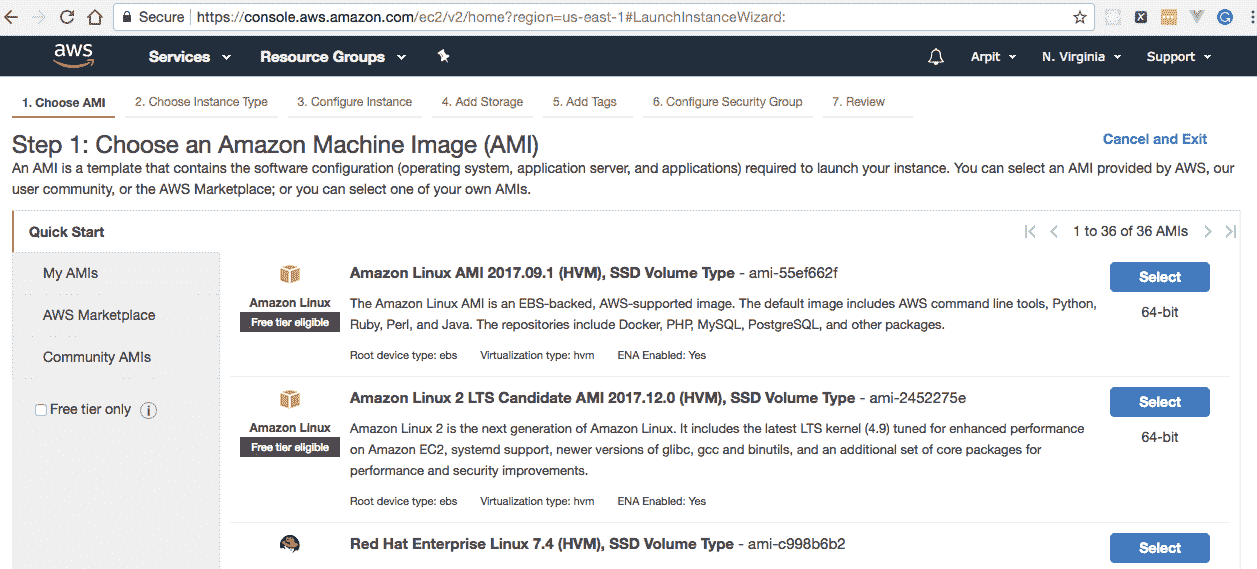 Secure https://console.aws.amazon.com/ec2/v2/home?region=us-east-1#LaunchInstanceWizard:
aws Services Resource Groups Arpit N. Virginia Support
1. Choose AMI 2. Choose Instance Type 3. Configure Instance 4. Add Storage 5. Add Tags 6. Configure Security Group 7. Review
Step 1: Choose an Amazon Machine Image (AMI)
Cancel and Exit
An AMI is a template that contains the software configuration (operating system, application server, and applications) required to launch your instance. You can select an AMI provided by AWS, our
user community, or the AWS Marketplace; or you can select one of your own AMIs.
Quick Start
1 to 36 of 36 AMIs
My AMIs
AWS Marketplace
Community AMIs
Free tier only
Amazon Linux
Free tier eligible
Amazon Linux AMI 2017.09.1 (HVM), SSD Volume Type - ami-55ef662f
The Amazon Linux AMI is an EBS-backed, AWS-supported image. The default image includes AWS command line tools, Python,
Ruby, Perl, and Java. The repositories include Docker, PHP, MySQL, PostgreSQL, and other packages.
Root device type: ebs Virtualization type: hvm ENA Enabled: Yes
Select
64-bit
Amazon Linux
Free tier eligible
Amazon Linux 2 LTS Candidate AMI 2017.12.0 (HVM), SSD Volume Type - ami-2452275e
Amazon Linux 2 is the next generation of Amazon Linux. It includes the latest LTS kernel (4.9) tuned for enhanced performance
on Amazon EC2, systemd support, newer versions of glibc, gcc and binutils, and an additional set of core packages for
performance and security improvements.
Root device type: ebs Virtualization type: hvm ENA Enabled: Yes
Select
64-bit
Red Hat Enterprise Linux 7.4 (HVM), SSD Volume Type - ami-c998b6b2
Select